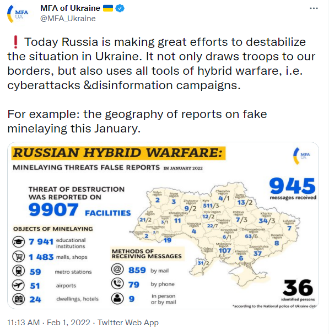 MFA of Ukraine
@MFA_Ukraine
❗ Today Russia is making great efforts to destabilize
the situation in Ukraine. It not only draws troops to our
borders, but also uses all tools of hybrid warfare, i.e.
cyberattacks &disinformation campaigns.
For example: the geography of reports on fake
minelaying this January.
RUSSIAN HYBRID WARFARE:
MINELAYING THREATS FALSE REPORTS IN JANUARY 2022
THREAT OF DESTRUCTION
WAS REPORTED ON
9907 FACILITIES
945
messages received
OBJECTS OF MINELAYING
7 941 educational
institutions
1 483 malls, shops
59 metro stations
51 airports
24 dwellings, hotels
METHODS OF
RECEIVING MESSAGES
859 by mail
79 by phone
9 in person
or by mail
36
identified persons
*according to the National police of Ukraine
11:13 AM · Feb 1, 2022 · Twitter Web App